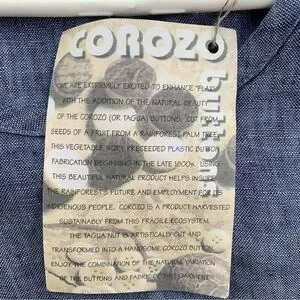 COROZO
buttons
WE ARE EXTREMELY EXCITED TO ENHANCE "FLAX"
WITH THE ADDITION OF THE NATURAL BEAUTY
OF THE COROZO (OR TAGUA) BUTTONS. CUT FROM
SEEDS OF A FRUIT FROM A RAINFOREST PALM TREE,
THIS VEGETABLE IVORY PRECEEDED PLASTIC BUTTON
FABRICATION BEGINNING IN THE LATE 1800s. USING
THIS BEAUTIFUL NATURAL PRODUCT HELPS INSURE
THE RAINFOREST'S FUTURE AND EMPLOYMENT FOR ITS
INDIGENOUS PEOPLE. COROZO IS A PRODUCT HARVESTED
SUSTAINABLY FROM THIS FRAGILE ECOSYSTEM.
THE TAGUA NUT IS ARTISTICALLY CUT AND
TRANSFORMED INTO A HANDSOME COROZO BUTTON.
ENJOY THE COMBINATION OF THE NATURAL VARIATION
OF THE BUTTONS AND FABRIC OF THIS GARMENT.